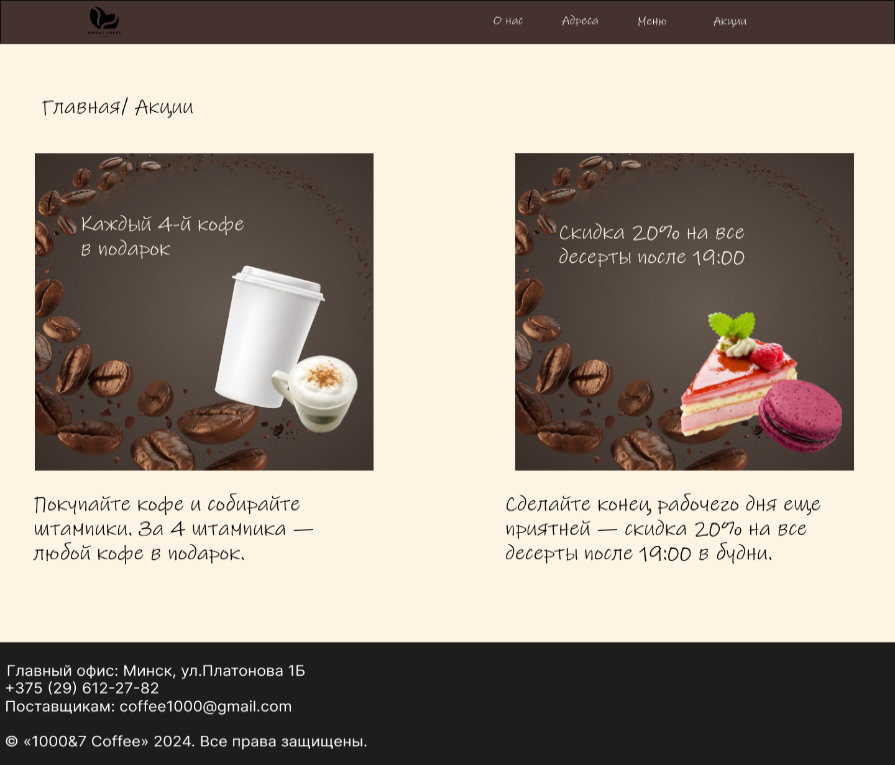 О нас
Адреса
Меню
Акции
Главная/ Акции
Каждый 4-й кофе
в подарок
Скидка 20% на все
десерты после 19:00
Покупайте кофе и собирайте
штампики. За 4 штампика —
любой кофе в подарок.
Сделайте конец рабочего дня еще
приятней — скидка 20% на все
десерты после 19:00 в будни.
Главный офис: Минск, ул.Платонова 1Б
+375 (29) 612-27-82
Поставщикам: coffee1000@gmail.com
© «1000&7 Coffee» 2024. Все права защищены.